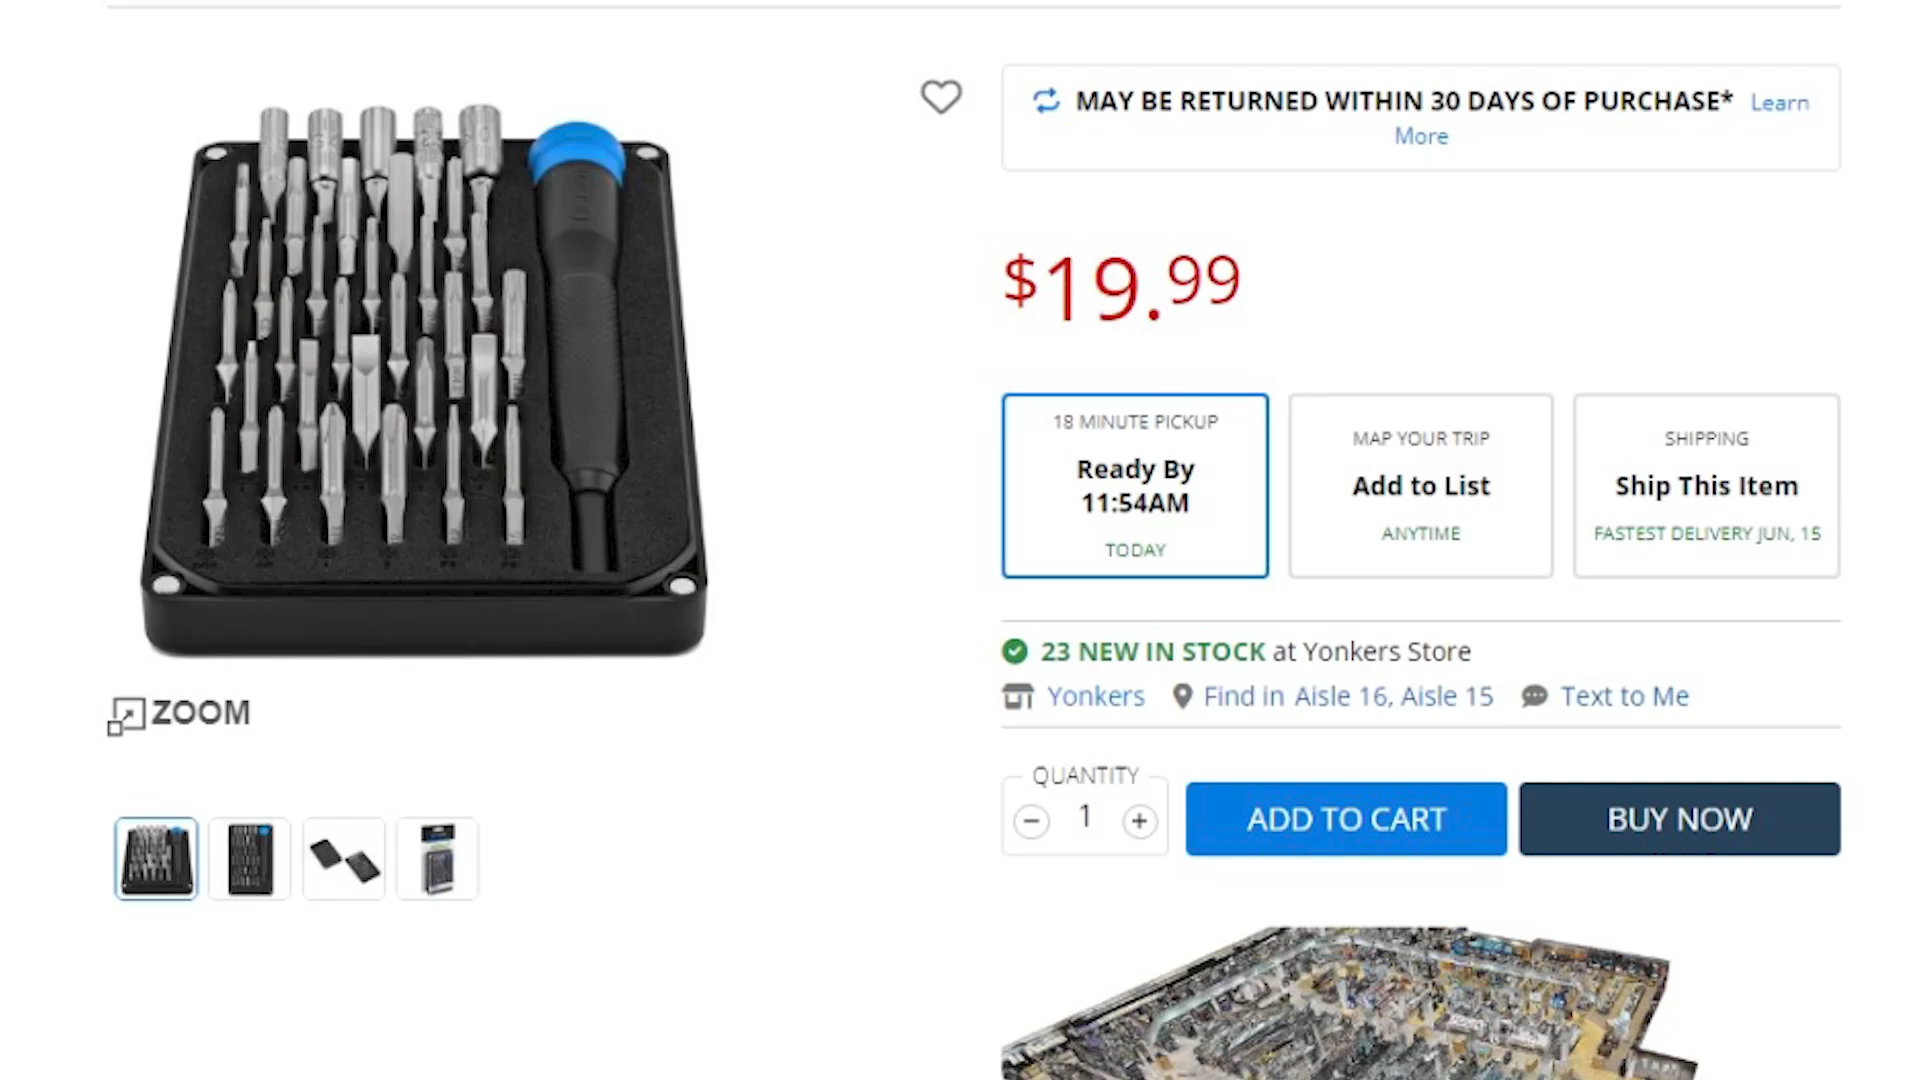 MAY BE RETURNED WITHIN 30 DAYS OF PURCHASE* Learn
More
$19.99
18 MINUTE PICKUP
Ready By
11:54AM
TODAY
MAP YOUR TRIP
Add to List
ANYTIME
SHIPPING
Ship This Item
FASTEST DELIVERY JUN, 15
23 NEW IN STOCK at Yonkers Store
Yonkers Find in Aisle 16, Aisle 15 Text to Me
ZOOM
QUANTITY
1
ADD TO CART
BUY NOW